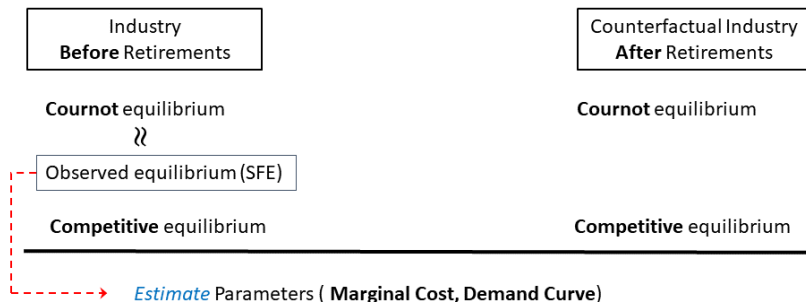 Industry
Before Retirements
Counterfactual Industry
After Retirements
Cournot equilibrium
Cournot equilibrium
≈
Observed equilibrium (SFE)
Competitive equilibrium
Competitive equilibrium
Estimate Parameters ( Marginal Cost, Demand Curve)